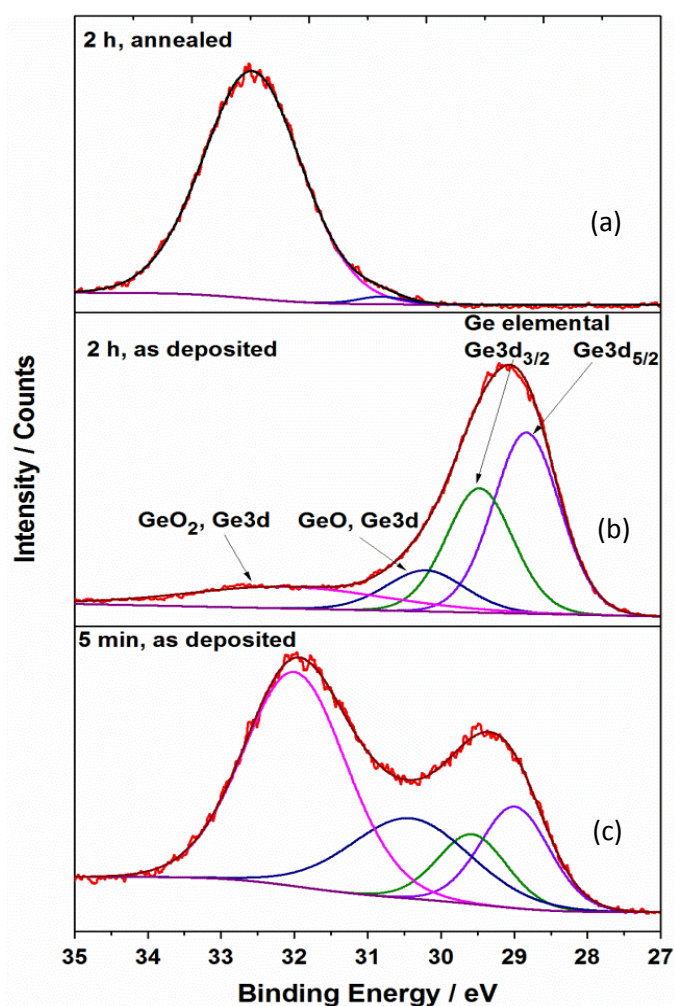 2 h, annealed
(a)
2 h, as deposited
Ge elemental
Ge3d3/2
Ge3d5/2
GeO2, Ge3d
GeO, Ge3d
(b)
5 min, as deposited
(c)
Intensity / Counts
35 34 33 32 31 30 29 28 27
Binding Energy / eV